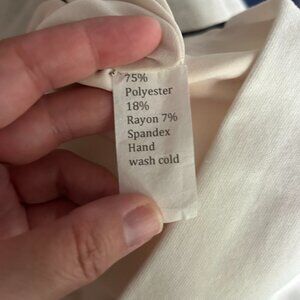 75%
Polyester
18%
Rayon 7%
Spandex
Hand
wash cold